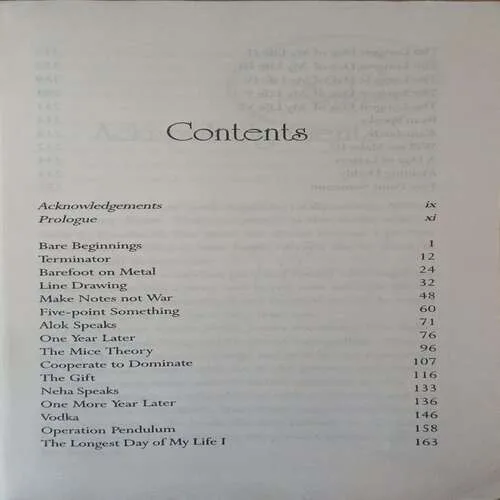 Contents
Acknowledgements ix
Prologue xi
Bare Beginnings 1
Terminator 12
Barefoot on Metal 24
Line Drawing 32
Make Notes not War 48
Five-point Something 60
Alok Speaks 71
One Year Later 76
The Mice Theory 96
Cooperate to Dominate 107
The Gift 116
Neha Speaks 133
One More Year Later 136
Vodka 146
Operation Pendulum 158
The Longest Day of My Life I 163